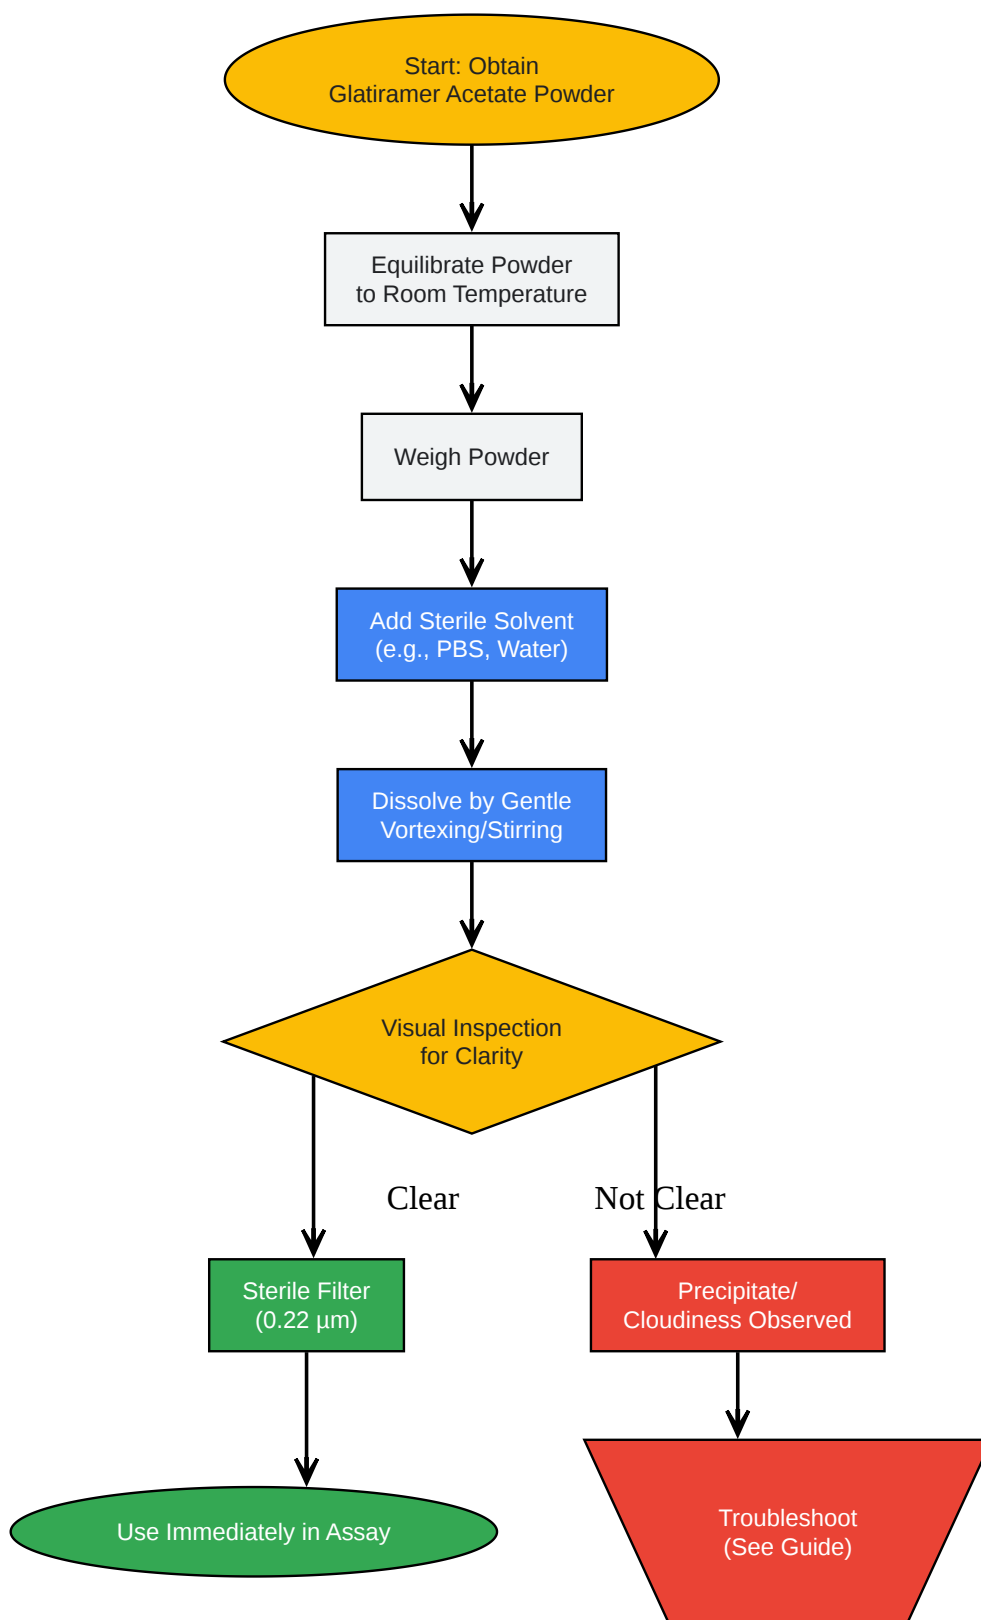 Start: Obtain
Glatiramer Acetate Powder
Equilibrate Powder
to Room Temperature
Weigh Powder
Add Sterile Solvent
(e.g., PBS, Water)
Dissolve by Gentle
Vortexing/Stirring
Visual Inspection
for Clarity
Clear
Not Clear
Sterile Filter
(0.22 µm)
Precipitate/
Cloudiness Observed
Use Immediately in Assay
Troubleshoot
(See Guide)